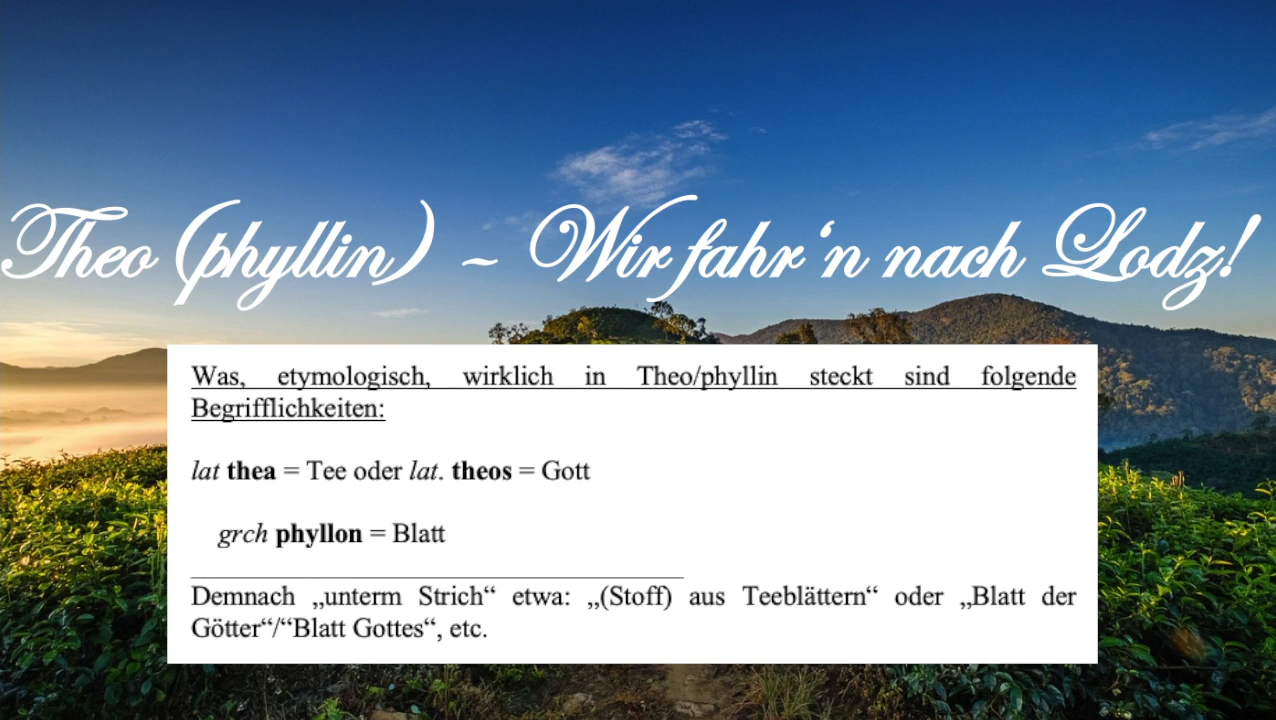 Theo (phyllin) ~ Wir fahr‘n nach Lodz!
Was, etymologisch, wirklich in Theo/phyllin steckt sind folgende
Begrifflichkeiten:
lat thea = Tee oder lat. theos = Gott
grch phyllon = Blatt
Demnach „unterm Strich“ etwa: „(Stoff) aus Teeblättern“ oder „Blatt der
Götter“/“Blatt Gottes“, etc.